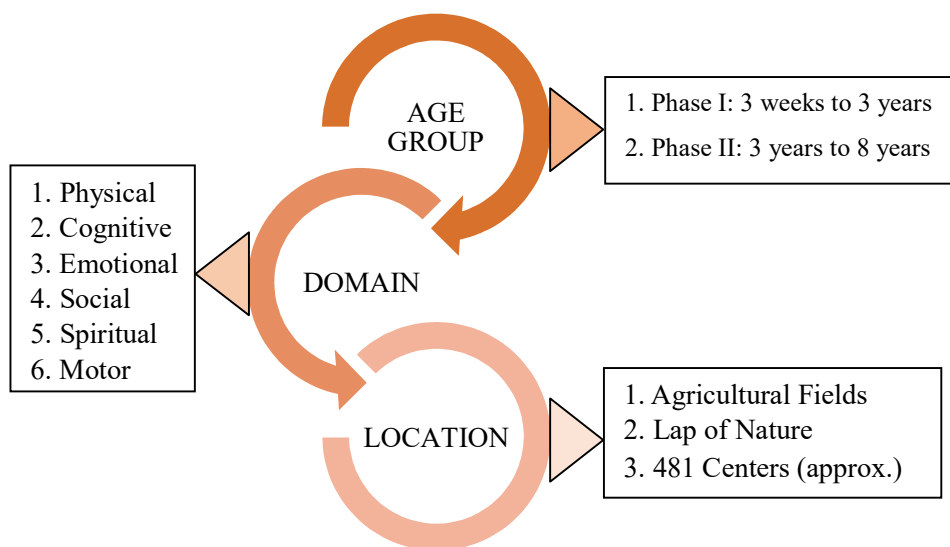 AGE
GROUP
1. Phase I: 3 weeks to 3 years
2. Phase II: 3 years to 8 years
DOMAIN
1. Physical
2. Cognitive
3. Emotional
4. Social
5. Spiritual
6. Motor
LOCATION
1. Agricultural Fields
2. Lap of Nature
3. 481 Centers (approx.)